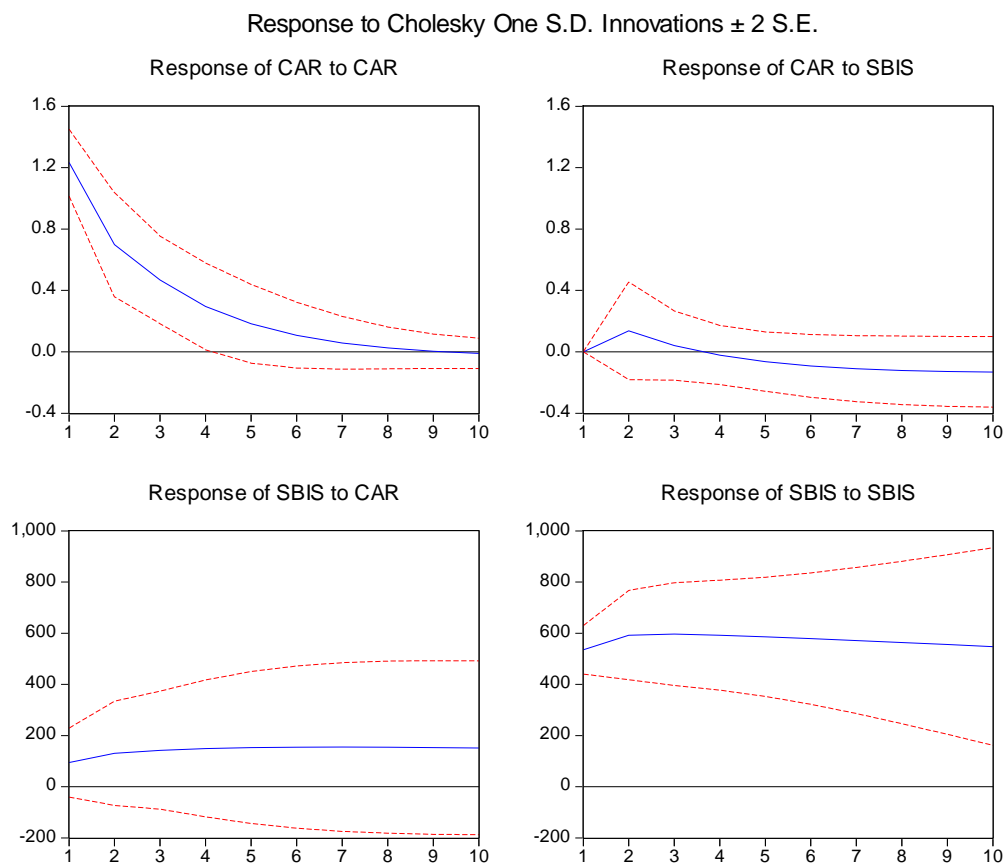 Response to Cholesky One S.D. Innovations ± 2 S.E.
Response of CAR to CAR
1.6
1.2
0.8
0.4
0.0
-0.4
1 2 3 4 5 6 7 8 9 10
Response of CAR to SBIS
1.6
1.2
0.8
0.4
0.0
-0.4
1 2 3 4 5 6 7 8 9 10
Response of SBIS to CAR
1,000
800
600
400
200
0
-200
1 2 3 4 5 6 7 8 9 10
Response of SBIS to SBIS
1,000
800
600
400
200
0
-200
1 2 3 4 5 6 7 8 9 10